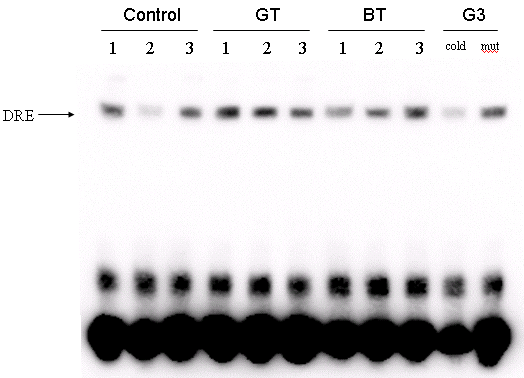 Control GT BT G3
1 2 3 1 2 3 1 2 3 cold mut
DRE